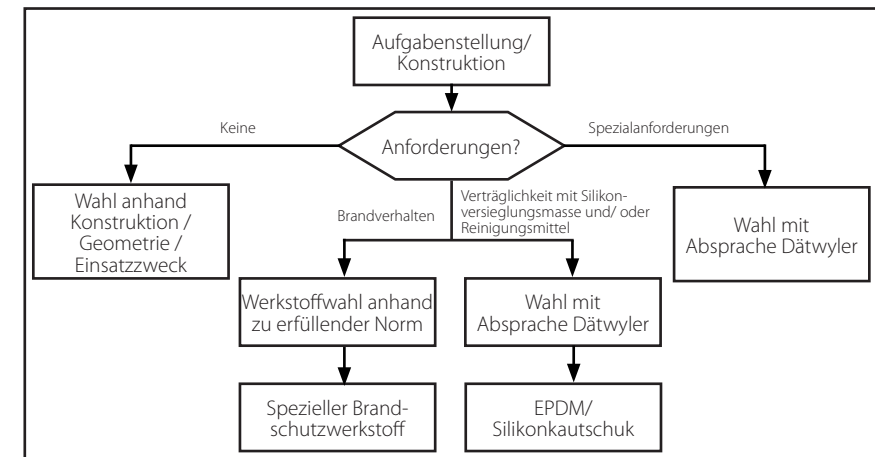 Aufgabenstellung/
Konstruktion
Keine
Spezialanforderungen
Anforderungen?
Wahl anhand
Konstruktion /
Geometrie /
Einsatzzweck
Brandverhalten
Verträglichkeit mit Silikon-
versieglungsmasse und/ oder
Reinigungsmittel
Wahl mit
Absprache Dätwyler
Werkstoffwahl anhand
zu erfüllender Norm
Wahl mit
Absprache Dätwyler
Spezieller Brand-
schutzwerkstoff
EPDM/
Silikonkautschuk